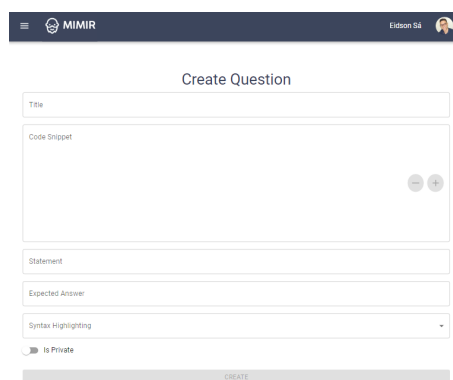 MIMIR
Eidson Sá
Create Question
Title
Code Snippet
Statement
Expected Answer
Syntax Highlighting
Is Private
CREATE